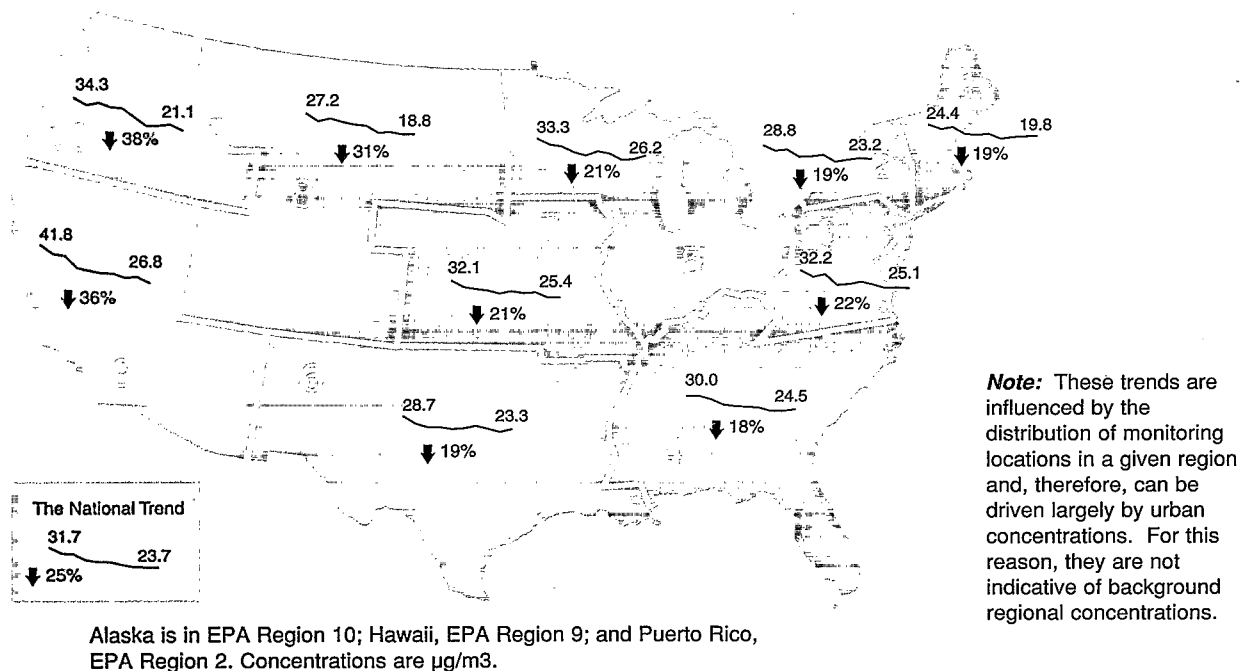 34.3
21.1
38%
27.2
18.8
31%
33.3
26.2
21%
28.8
23.2
19%
24.4
19.8
19%
41.8
26.8
36%
32.1
25.4
21%
32.2
25.1
22%
28.7
23.3
19%
30.0
24.5
18%
The National Trend
31.7
23.7
25%
Note: These trends are
influenced by the
distribution of monitoring
locations in a given region
and, therefore, can be
driven largely by urban
concentrations. For this
reason, they are not
indicative of background
regional concentrations.
Alaska is in EPA Region 10; Hawaii, EPA Region 9; and Puerto Rico,
EPA Region 2. Concentrations are µg/m3.